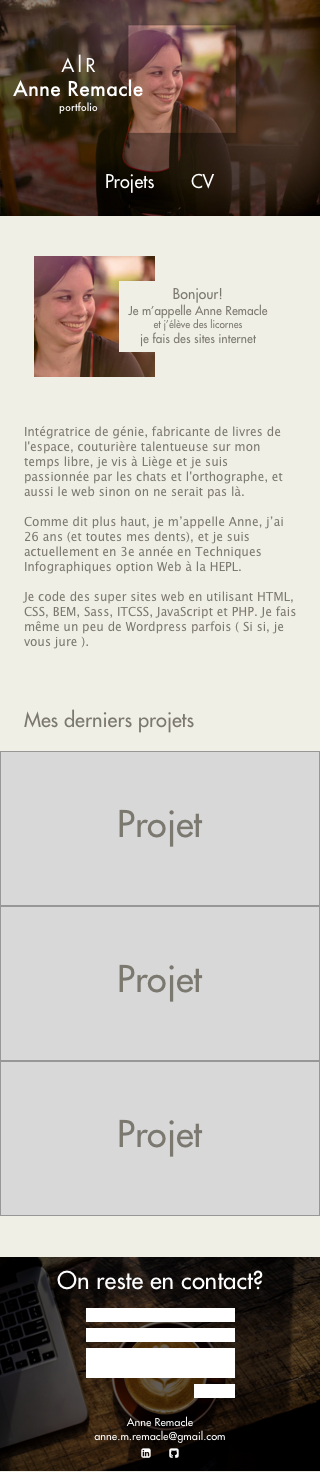 A|R
Anne Remacle
portfolio
Projets CV
Bonjour!
Je m'appelle Anne Remacle
et j'élève des licornes
je fais des sites internet
Intégratrice de génie, fabricante de livres de
l'espace, couturière talentueuse sur mon
temps libre, je vis à Liège et je suis
passionnée par les chats et l'orthographe, et
aussi le web sinon on ne serait pas là.
Comme dit plus haut, je m'appelle Anne, j'ai
26 ans (et toutes mes dents), et je suis
actuellement en 3e année en Techniques
Infographiques option Web à la HEPL.
Je code des super sites web en utilisant HTML,
CSS, BEM, Sass, ITCSS, JavaScript et PHP. Je fais
même un peu de Wordpress parfois ( Si si, je
vous jure ).
Mes derniers projets
Projet
Projet
Projet
On reste en contact?
Anne Remacle
anne.m.remacle@gmail.com